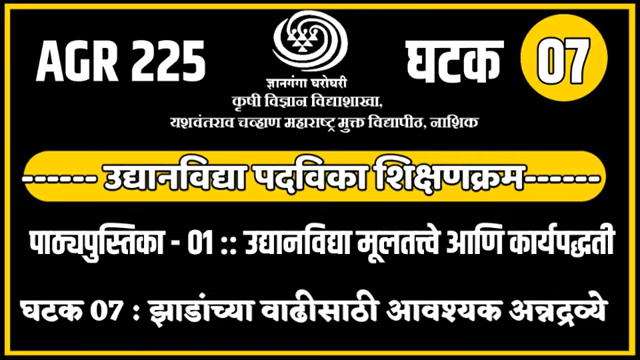 AGR 225
घटक 07
ज्ञानगंगा घरोघरी
कृषी विज्ञान विद्याशाखा,
यशवंतराव चव्हाण महाराष्ट्र मुक्त विद्यापीठ, नाशिक
------ उद्यानविद्या पदविका शिक्षणक्रम------
पाठ्यपुस्तिका - 01 :: उद्यानविद्या मूलतत्त्वे आणि कार्यपद्धती
घटक 07 : झाडांच्या वाढीसाठी आवश्यक अन्नद्रव्ये